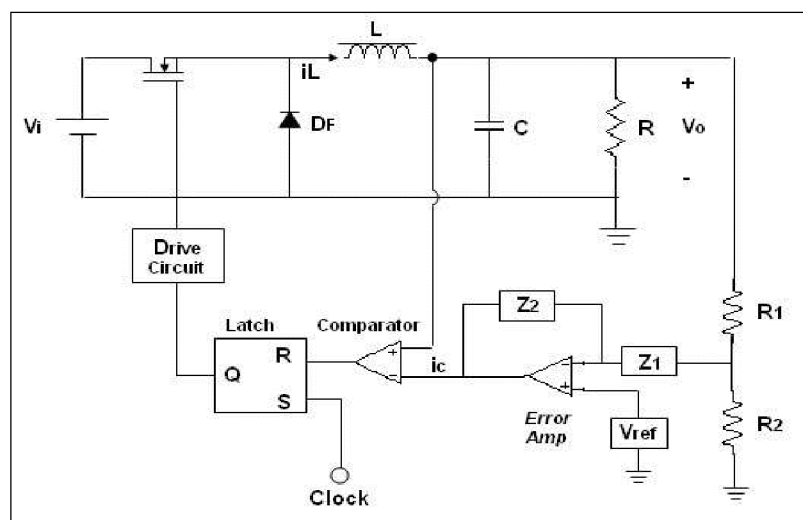 L
iL
+
Vi
DF
C
R
Vo
-
Drive
Circuit
Latch
Comparator
Z2
R1
R
+
-
ic
-
+
Z1
Q
S
Error
Amp
Vref
R2
Clock